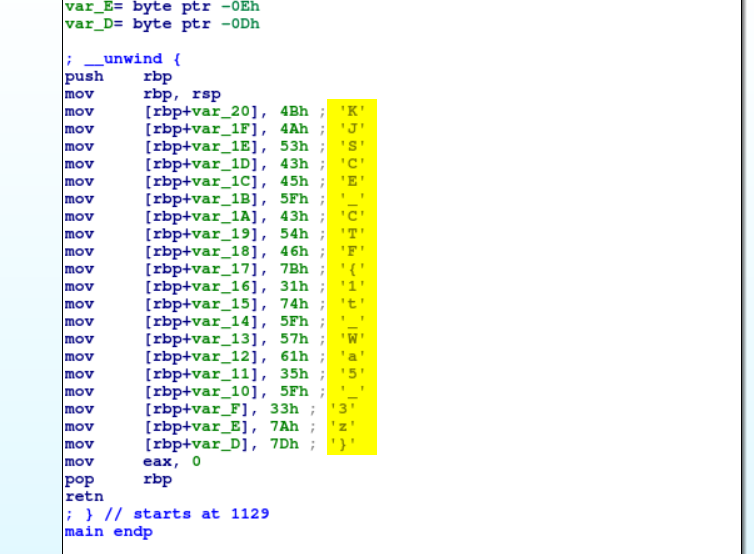 var_E= byte ptr -0Eh
var_D= byte ptr -0Dh
; __unwind {
push rbp
mov rbp, rsp
mov [rbp+var_20], 4Bh ; 'K'
mov [rbp+var_1F], 4Ah ; 'J'
mov [rbp+var_1E], 53h ; 'S'
mov [rbp+var_1D], 43h ; 'C'
mov [rbp+var_1C], 45h ; 'E'
mov [rbp+var_1B], 5Fh ; '_'
mov [rbp+var_1A], 43h ; 'C'
mov [rbp+var_19], 54h ; 'T'
mov [rbp+var_18], 46h ; 'F'
mov [rbp+var_17], 7Bh ; '{'
mov [rbp+var_16], 31h ; '1'
mov [rbp+var_15], 74h ; 't'
mov [rbp+var_14], 5Fh ; '_'
mov [rbp+var_13], 57h ; 'W'
mov [rbp+var_12], 61h ; 'a'
mov [rbp+var_11], 35h ; '5'
mov [rbp+var_10], 5Fh ; '_'
mov [rbp+var_F], 33h ; '3'
mov [rbp+var_E], 7Ah ; 'z'
mov [rbp+var_D], 7Dh ; '}'
mov eax, 0
pop rbp
retn
; } // starts at 1129
main endp